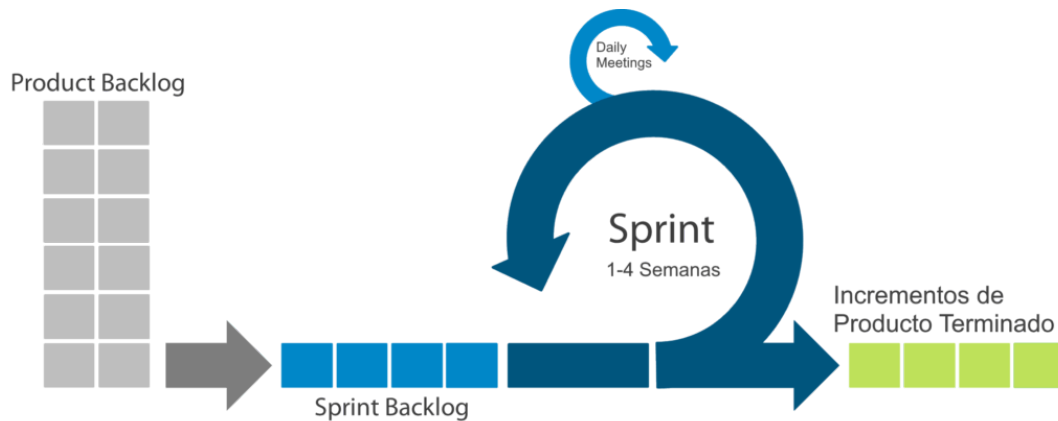 Daily
Meetings
Product Backlog
Sprint
1-4 Semanas
Incrementos de
Producto Terminado
Sprint Backlog